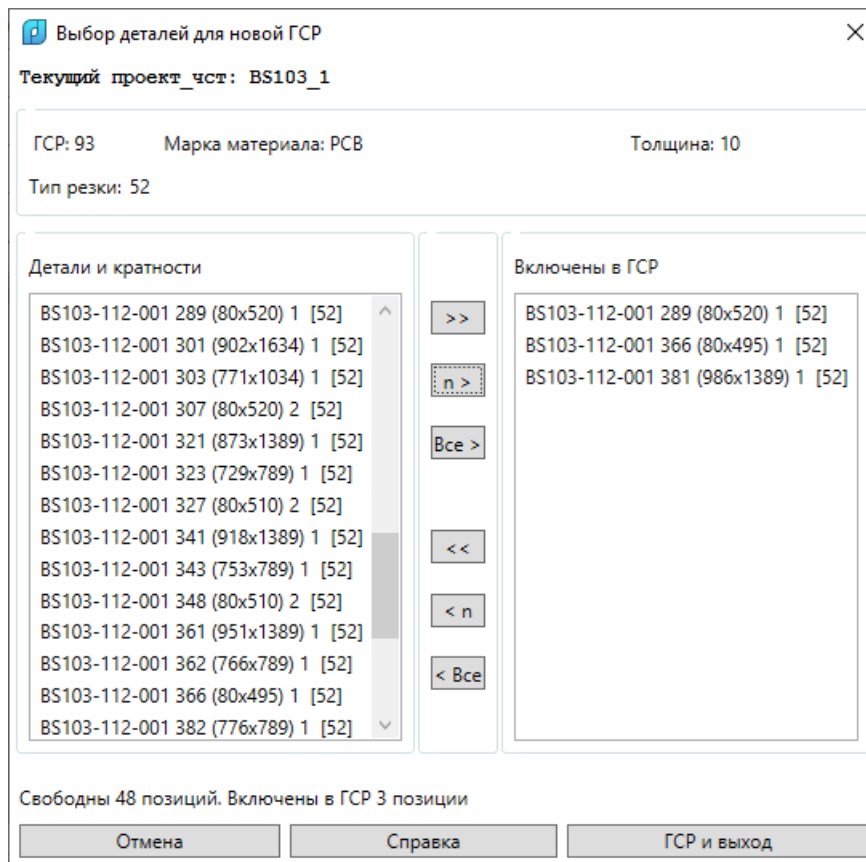 Выбор деталей для новой ГСР
Текущий проект_чст: BS103_1
ГСР: 93 Марка материала: РСВ Толщина: 10
Тип резки: 52
Детали и кратности
BS103-112-001 289 (80x520) 1 [52]
BS103-112-001 301 (902x1634) 1 [52]
BS103-112-001 303 (771x1034) 1 [52]
BS103-112-001 307 (80x520) 2 [52]
BS103-112-001 321 (873x1389) 1 [52]
BS103-112-001 323 (729x789) 1 [52]
BS103-112-001 327 (80x510) 2 [52]
BS103-112-001 341 (918x1389) 1 [52]
BS103-112-001 343 (753x789) 1 [52]
BS103-112-001 348 (80x510) 2 [52]
BS103-112-001 361 (951x1389) 1 [52]
BS103-112-001 362 (766x789) 1 [52]
BS103-112-001 366 (80x495) 1 [52]
BS103-112-001 382 (776x789) 1 [52]
>>
n >
Все >
<<
< n
< Все
Включены в ГСР
BS103-112-001 289 (80x520) 1 [52]
BS103-112-001 366 (80x495) 1 [52]
BS103-112-001 381 (986x1389) 1 [52]
Свободны 48 позиций. Включены в ГСР 3 позиции
Отмена Справка ГСР и выход